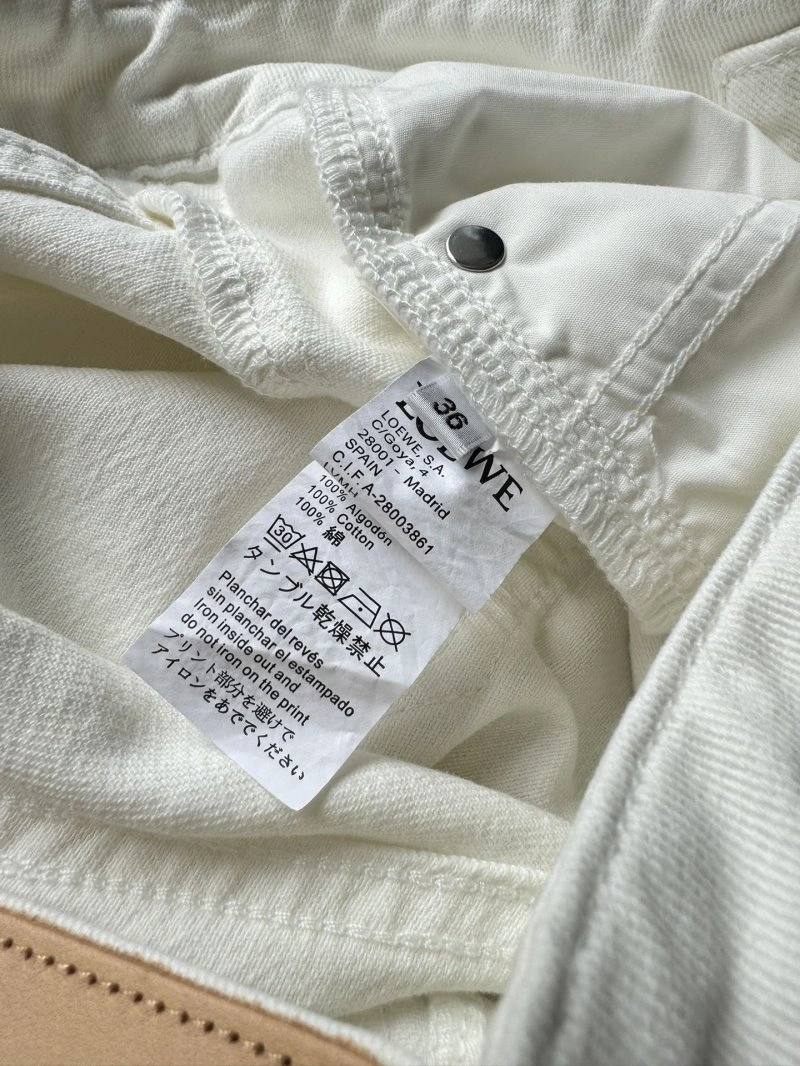 36
LOEWE
LOEWE, S.A.
C/Goya, 4
28001 - Madrid
SPAIN
C.I.F A-28003861
LVMH
100% Algodón
100% Cotton
100% 綿
30
タンブル乾燥禁止
Planchar del revés
sin planchar el estampado
Iron inside out and
do not iron on the print
プリント部分を避けて
アイロンをあででください